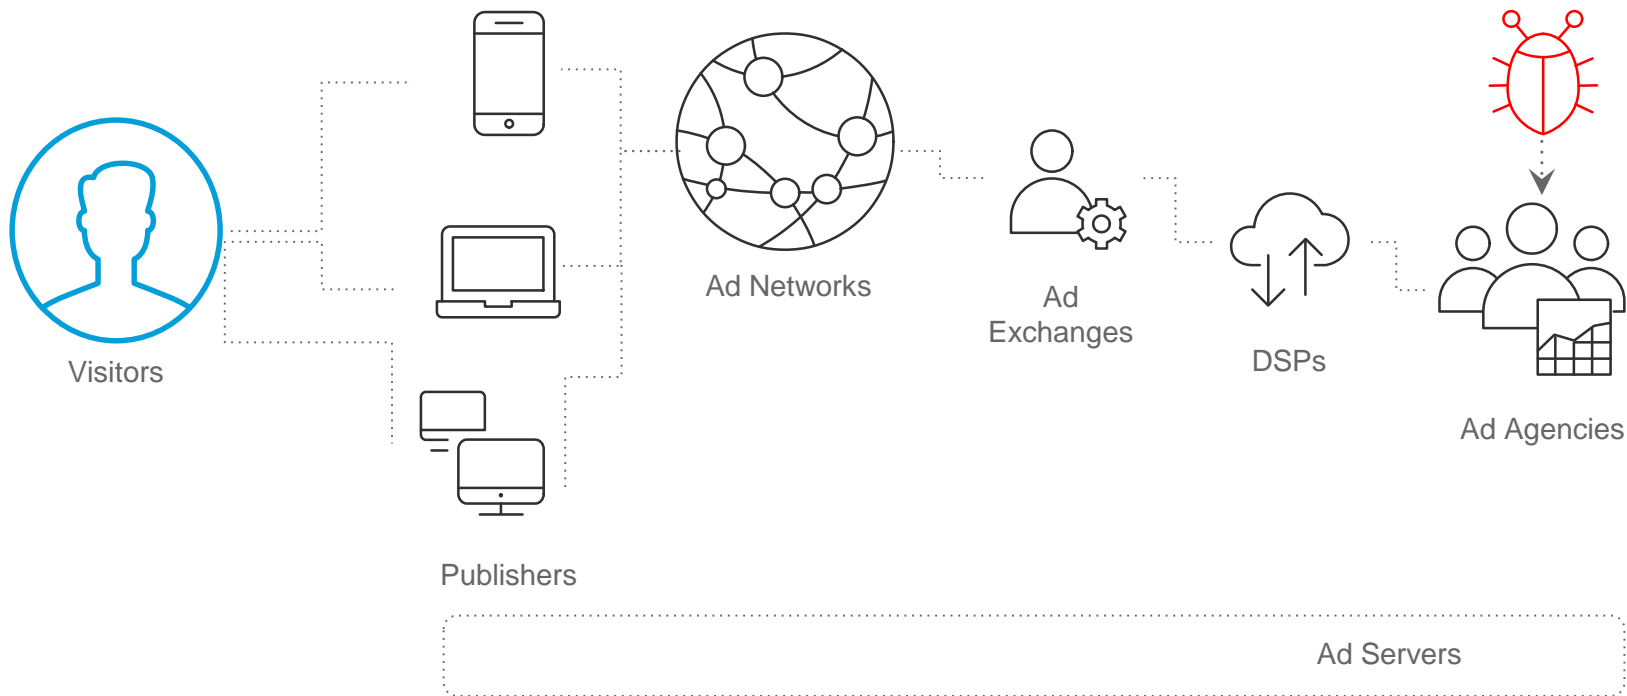 Visitors
Publishers
Ad Networks
Ad
Exchanges
DSPs
Ad Agencies
Ad Servers